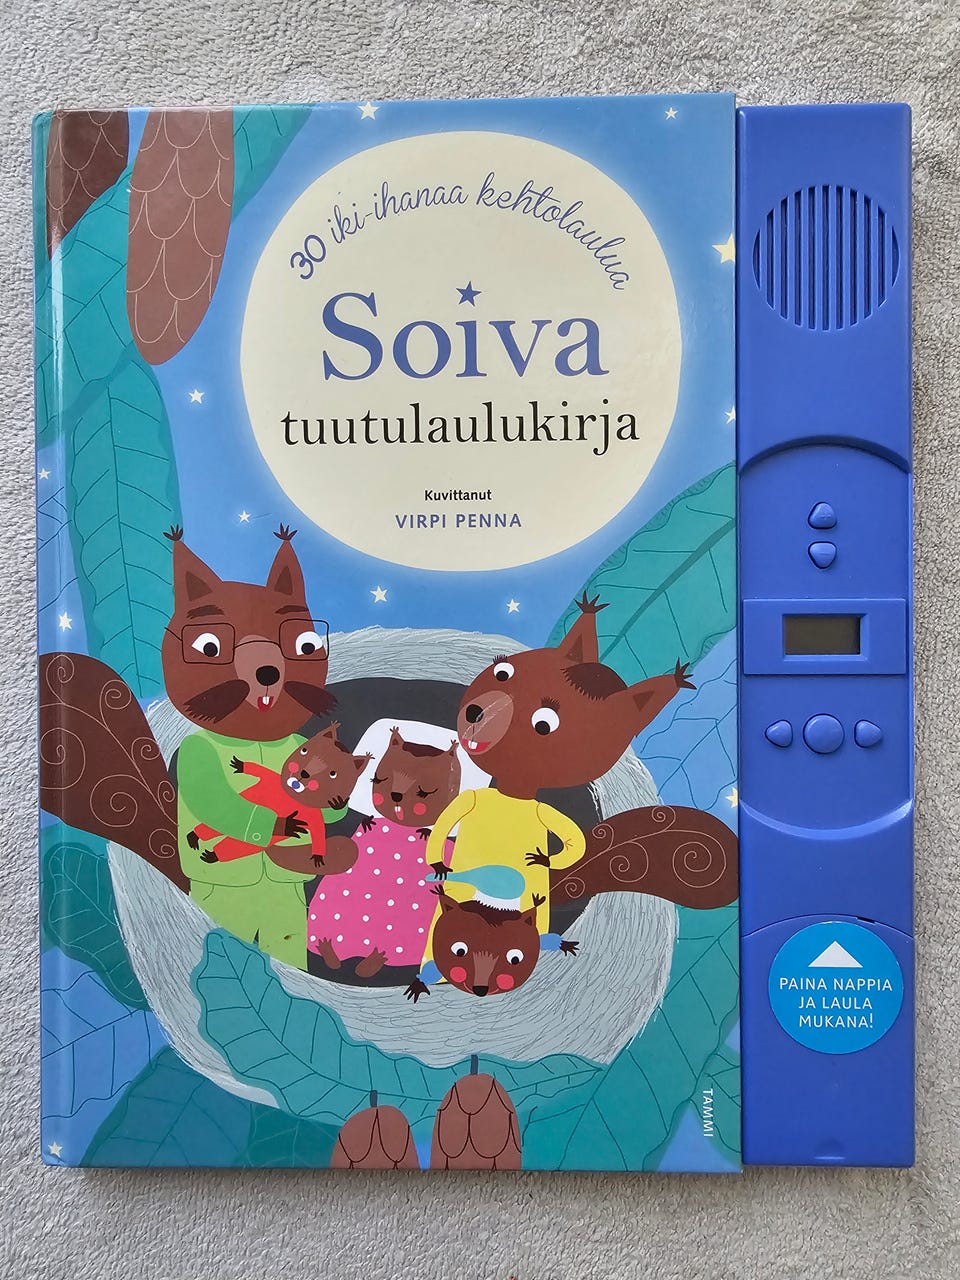 30 iki-ihanaa kehtolaulua
Soiva
tuutulaulukirja
Kuvittanut
VIRPI PENNA
PAINA NAPPIA
JA LAULA
MUKANA!
TAMMI